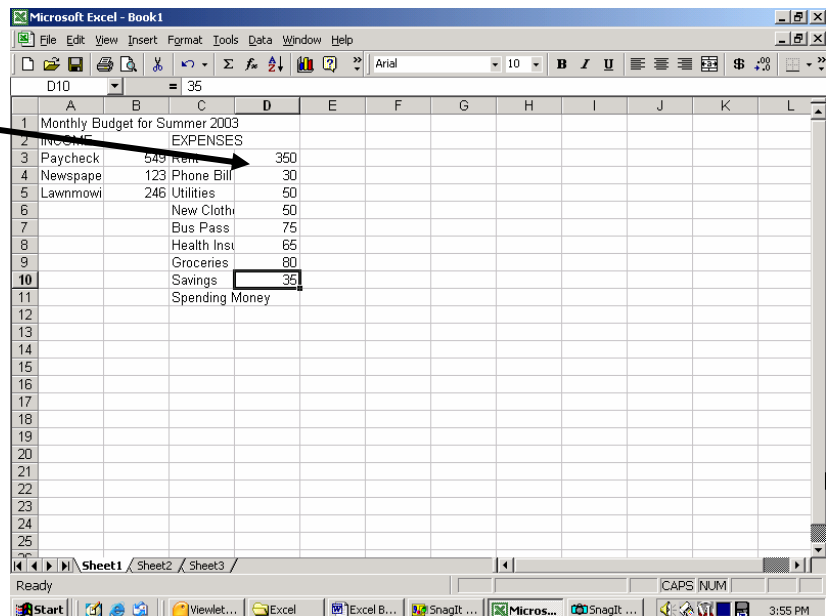 Microsoft Excel - Book1
File Edit View Insert Format Tools Data Window Help
Arial 10 B I U $
D10 = 35
A B C D E F G H I J K L
1 Monthly Budget for Summer 2003
2 INCOME EXPENSES
3 Paycheck 549 Rent 350
4 Newspape 123 Phone Bill 30
5 Lawnmowi 246 Utilities 50
6 New Cloth 50
7 Bus Pass 75
8 Health Insu 65
9 Groceries 80
10 Savings 35
11 Spending Money
12
13
14
15
16
17
18
19
20
21
22
23
24
25
Sheet1 Sheet2 Sheet3
Ready CAPS NUM
Start Viewlet... Excel Excel B... SnagIt ... Micros... SnagIt ... 3:55 PM